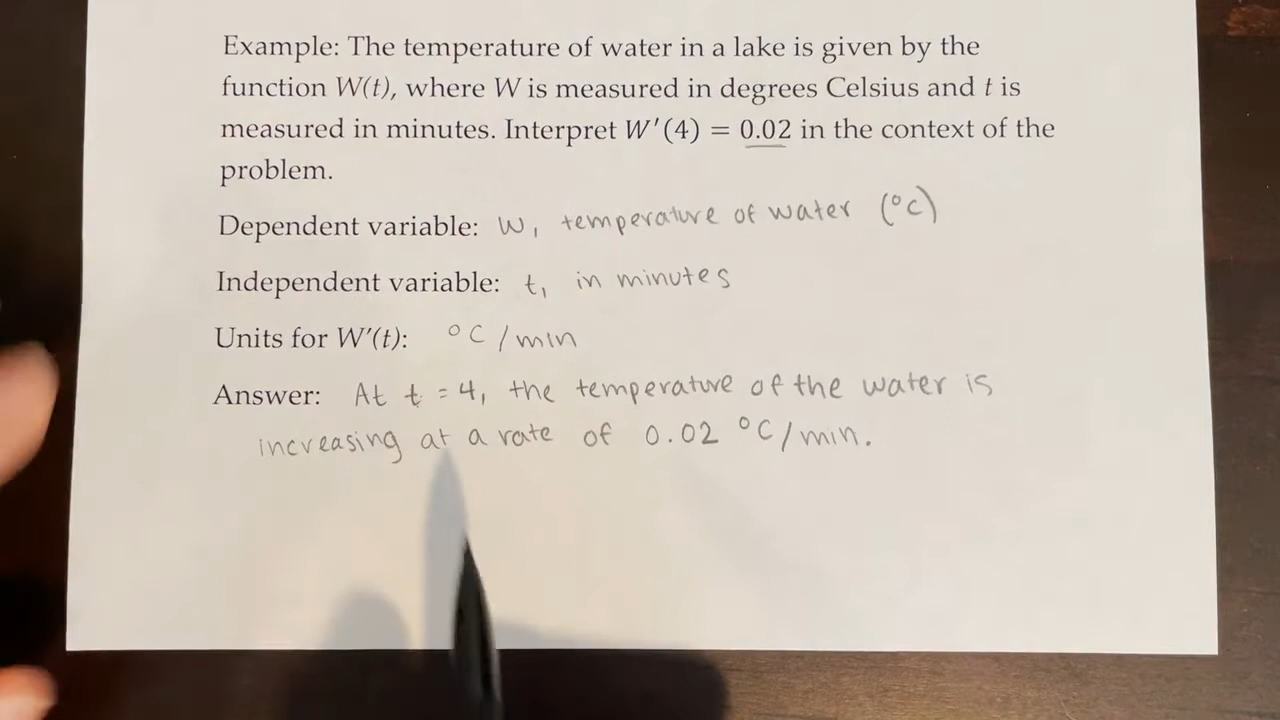 Example: The temperature of water in a lake is given by the
function W(t), where W is measured in degrees Celsius and t is
measured in minutes. Interpret W′(4) = 0.02 in the context of the
problem.
Dependent variable: W, temperature of water (°C)
Independent variable: t, in minutes
Units for W'(t): °C/min
Answer: At t = 4, the temperature of the water is
increasing at a rate of 0.02 °C/min.